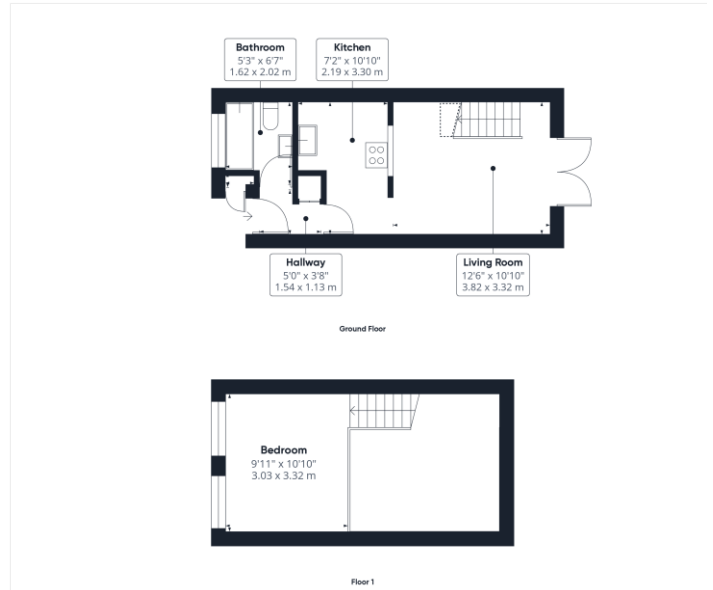 Bathroom
5'3" x 6'7"
1.62 x 2.02 m
Kitchen
7'2" x 10'10"
2.19 x 3.30 m
Hallway
5'0" x 3'8"
1.54 x 1.13 m
Living Room
12'6" x 10'10"
3.82 x 3.32 m
Ground Floor
Bedroom
9'11" x 10'10"
3.03 x 3.32 m
Floor 1